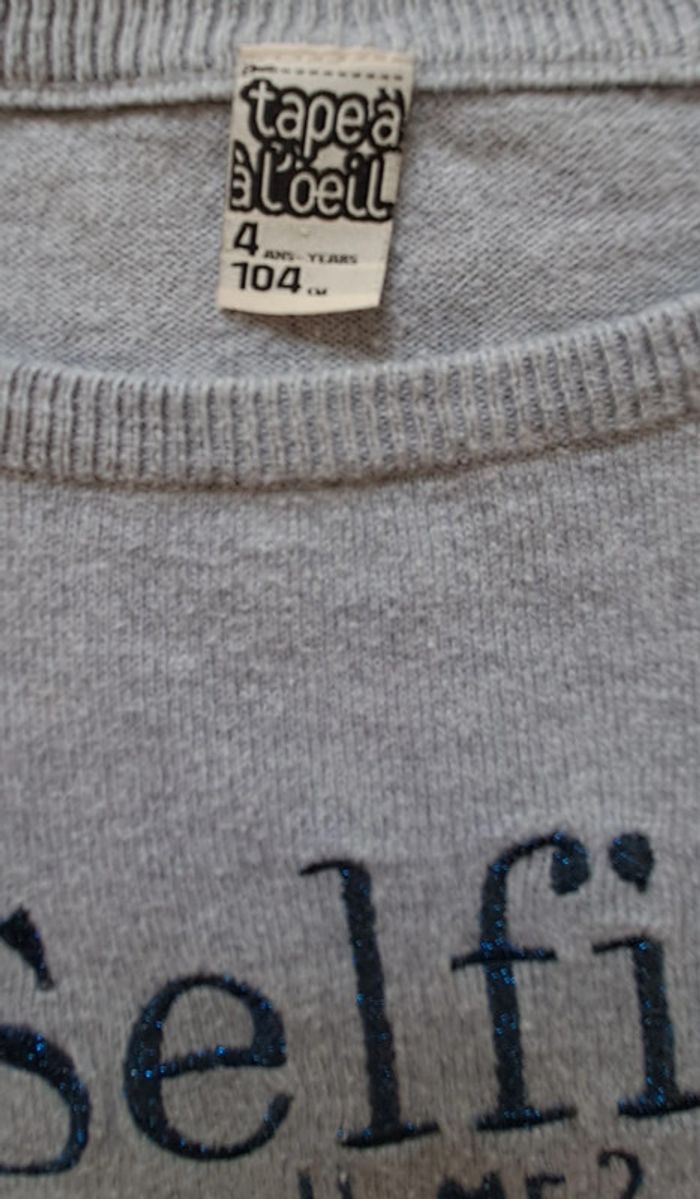 tape à
à l'oeil
4 ANS - YEARS
104 CM
Selfi